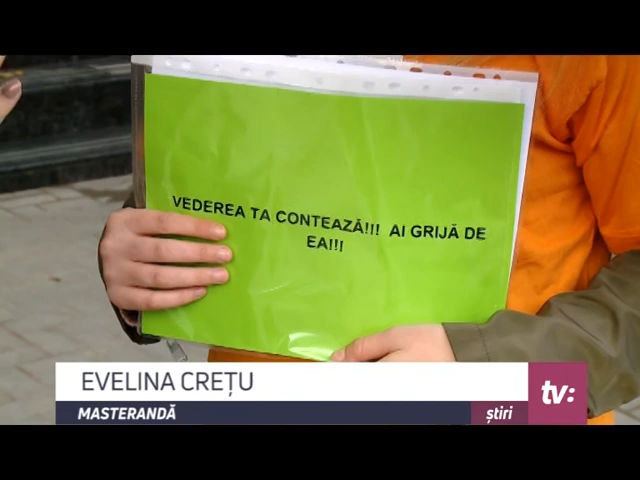 VEDEREA TA CONTEAZĂ!!! AI GRIJĂ DE
EA!!!
EVELINA CREȚU
MASTERANDĂ
știri
tv: